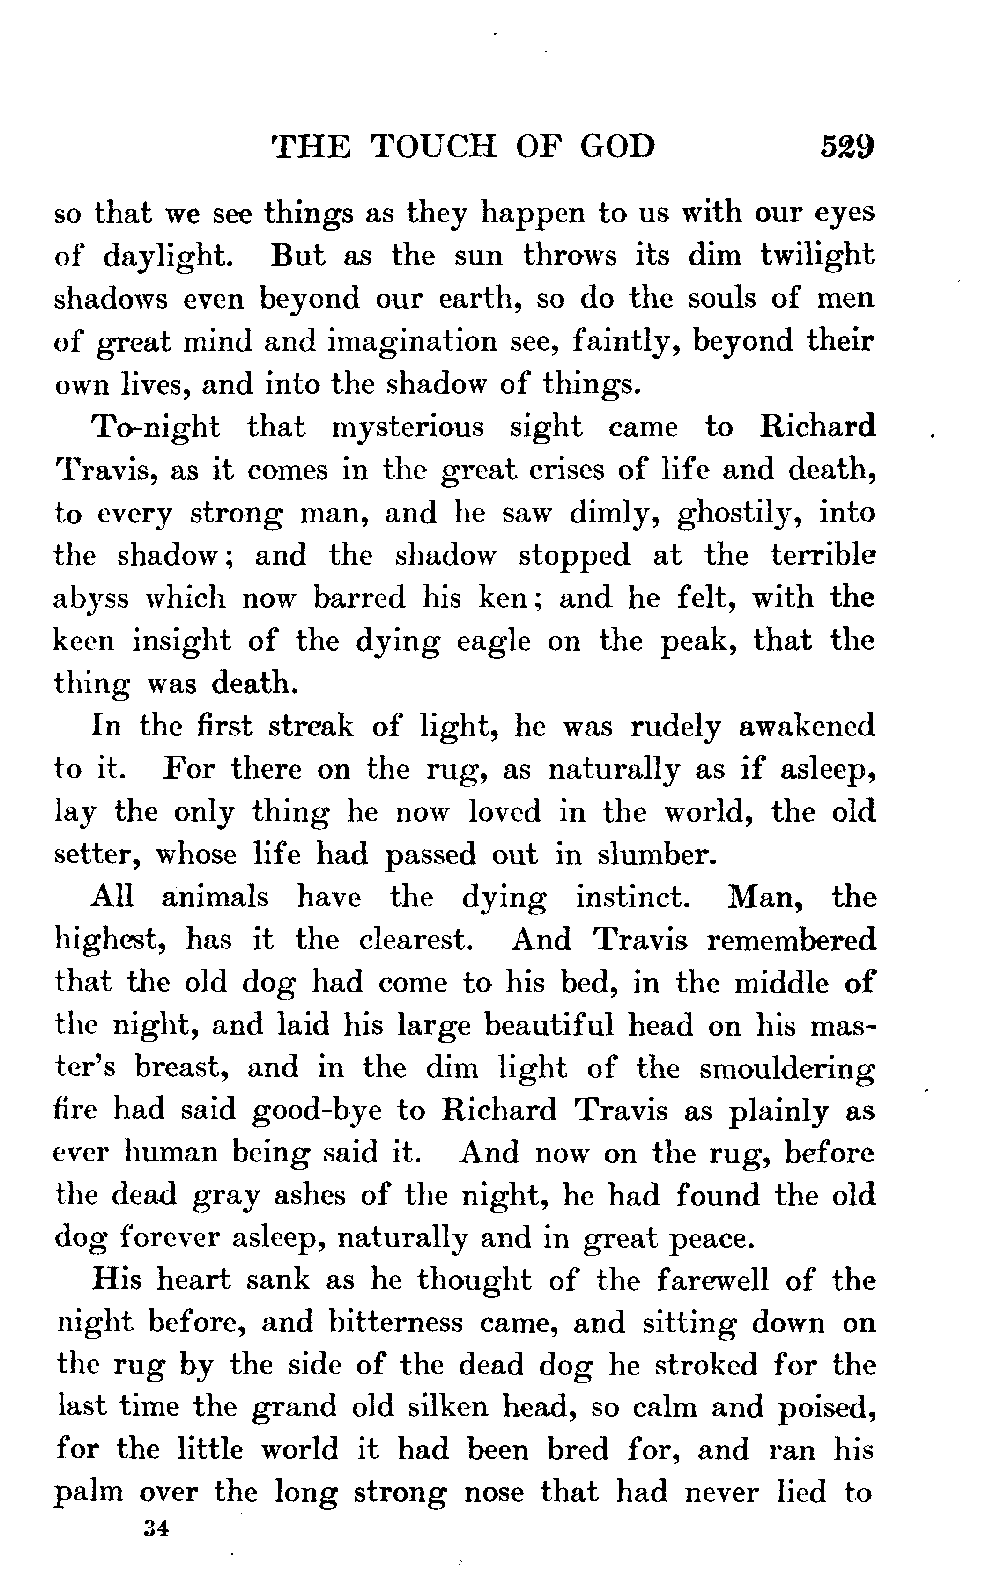 THE TOUCH OF GOD 529
so that we see things as they happen to us with our eyes
of daylight. But as the sun throws its dim twilight
shadows even beyond our earth, so do the souls of men
of great mind and imagination see, faintly, beyond their
own lives, and into the shadow of things.
To-night that mysterious sight came to Richard
Travis, as it comes in the great crises of life and death,
to every strong man, and he saw dimly, ghostily, into
the shadow; and the shadow stopped at the terrible
abyss which now barred his ken; and he felt, with the
keen insight of the dying eagle on the peak, that the
thing was death.
In the first streak of light, he was rudely awakened
to it. For there on the rug, as naturally as if asleep,
lay the only thing he now loved in the world, the old
setter, whose life had passed out in slumber.
All animals have the dying instinct. Man, the
highest, has it the clearest. And Travis remembered
that the old dog had come to his bed, in the middle of
the night, and laid his large beautiful head on his mas-
ter's breast, and in the dim light of the smouldering
fire had said good-bye to Richard Travis as plainly as
ever human being said it. And now on the rug, before
the dead gray ashes of the night, he had found the old
dog forever asleep, naturally and in great peace.
His heart sank as he thought of the farewell of the
night before, and bitterness came, and sitting down on
the rug by the side of the dead dog he stroked for the
last time the grand old silken head, so calm and poised,
for the little world it had been bred for, and ran his
palm over the long strong nose that had never lied to
34